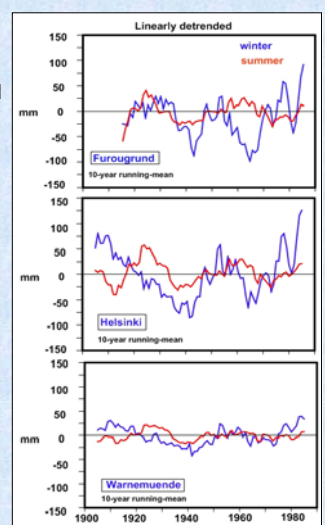 Linearly detrended
150
100
50
0
-50
-100
-150
mm
winter
summer
Furougrund
10-year running-mean
150
100
50
0
-50
-100
-150
mm
Helsinki
10-year running-mean
150
100
50
0
-50
-100
-150
mm
Warnemuende
10-year running-mean
1900 1920 1940 1960 1980